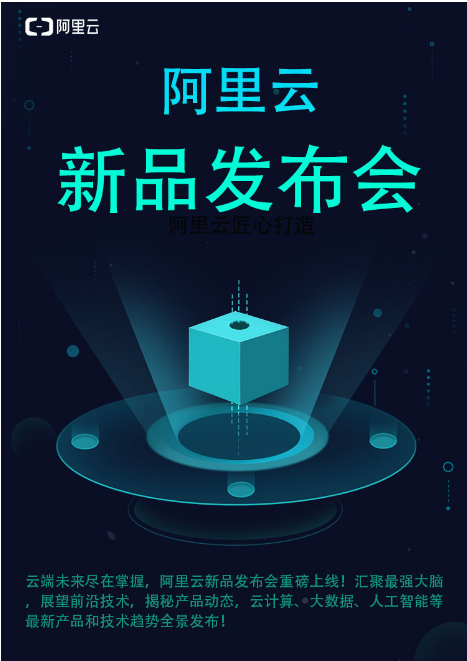 阿里云
阿里云
新品发布会
阿里云匠心打造
云端未来尽在掌握，阿里云新品发布会重磅上线！汇聚最强大脑
，展望前沿技术，揭秘产品动态，云计算、大数据、人工智能等
最新产品和技术趋势全景发布！